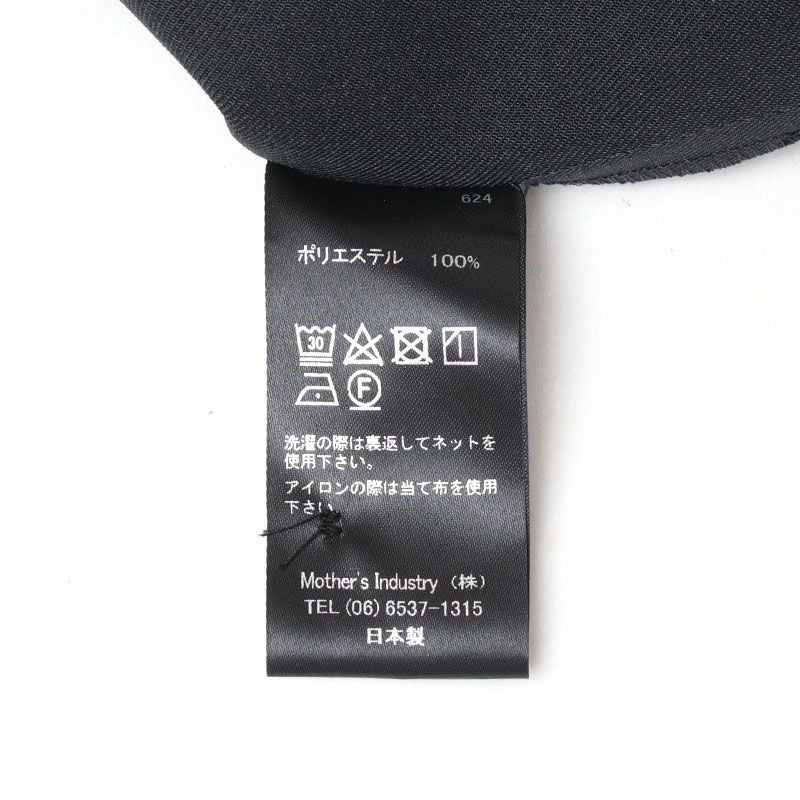 624
ポリエステル 100%
30
F
洗濯の際は裏返してネットを
使用下さい。
アイロンの際は当て布を使用
下さい
Mother's Industry (株)
TEL (06) 6537-1315
日本製